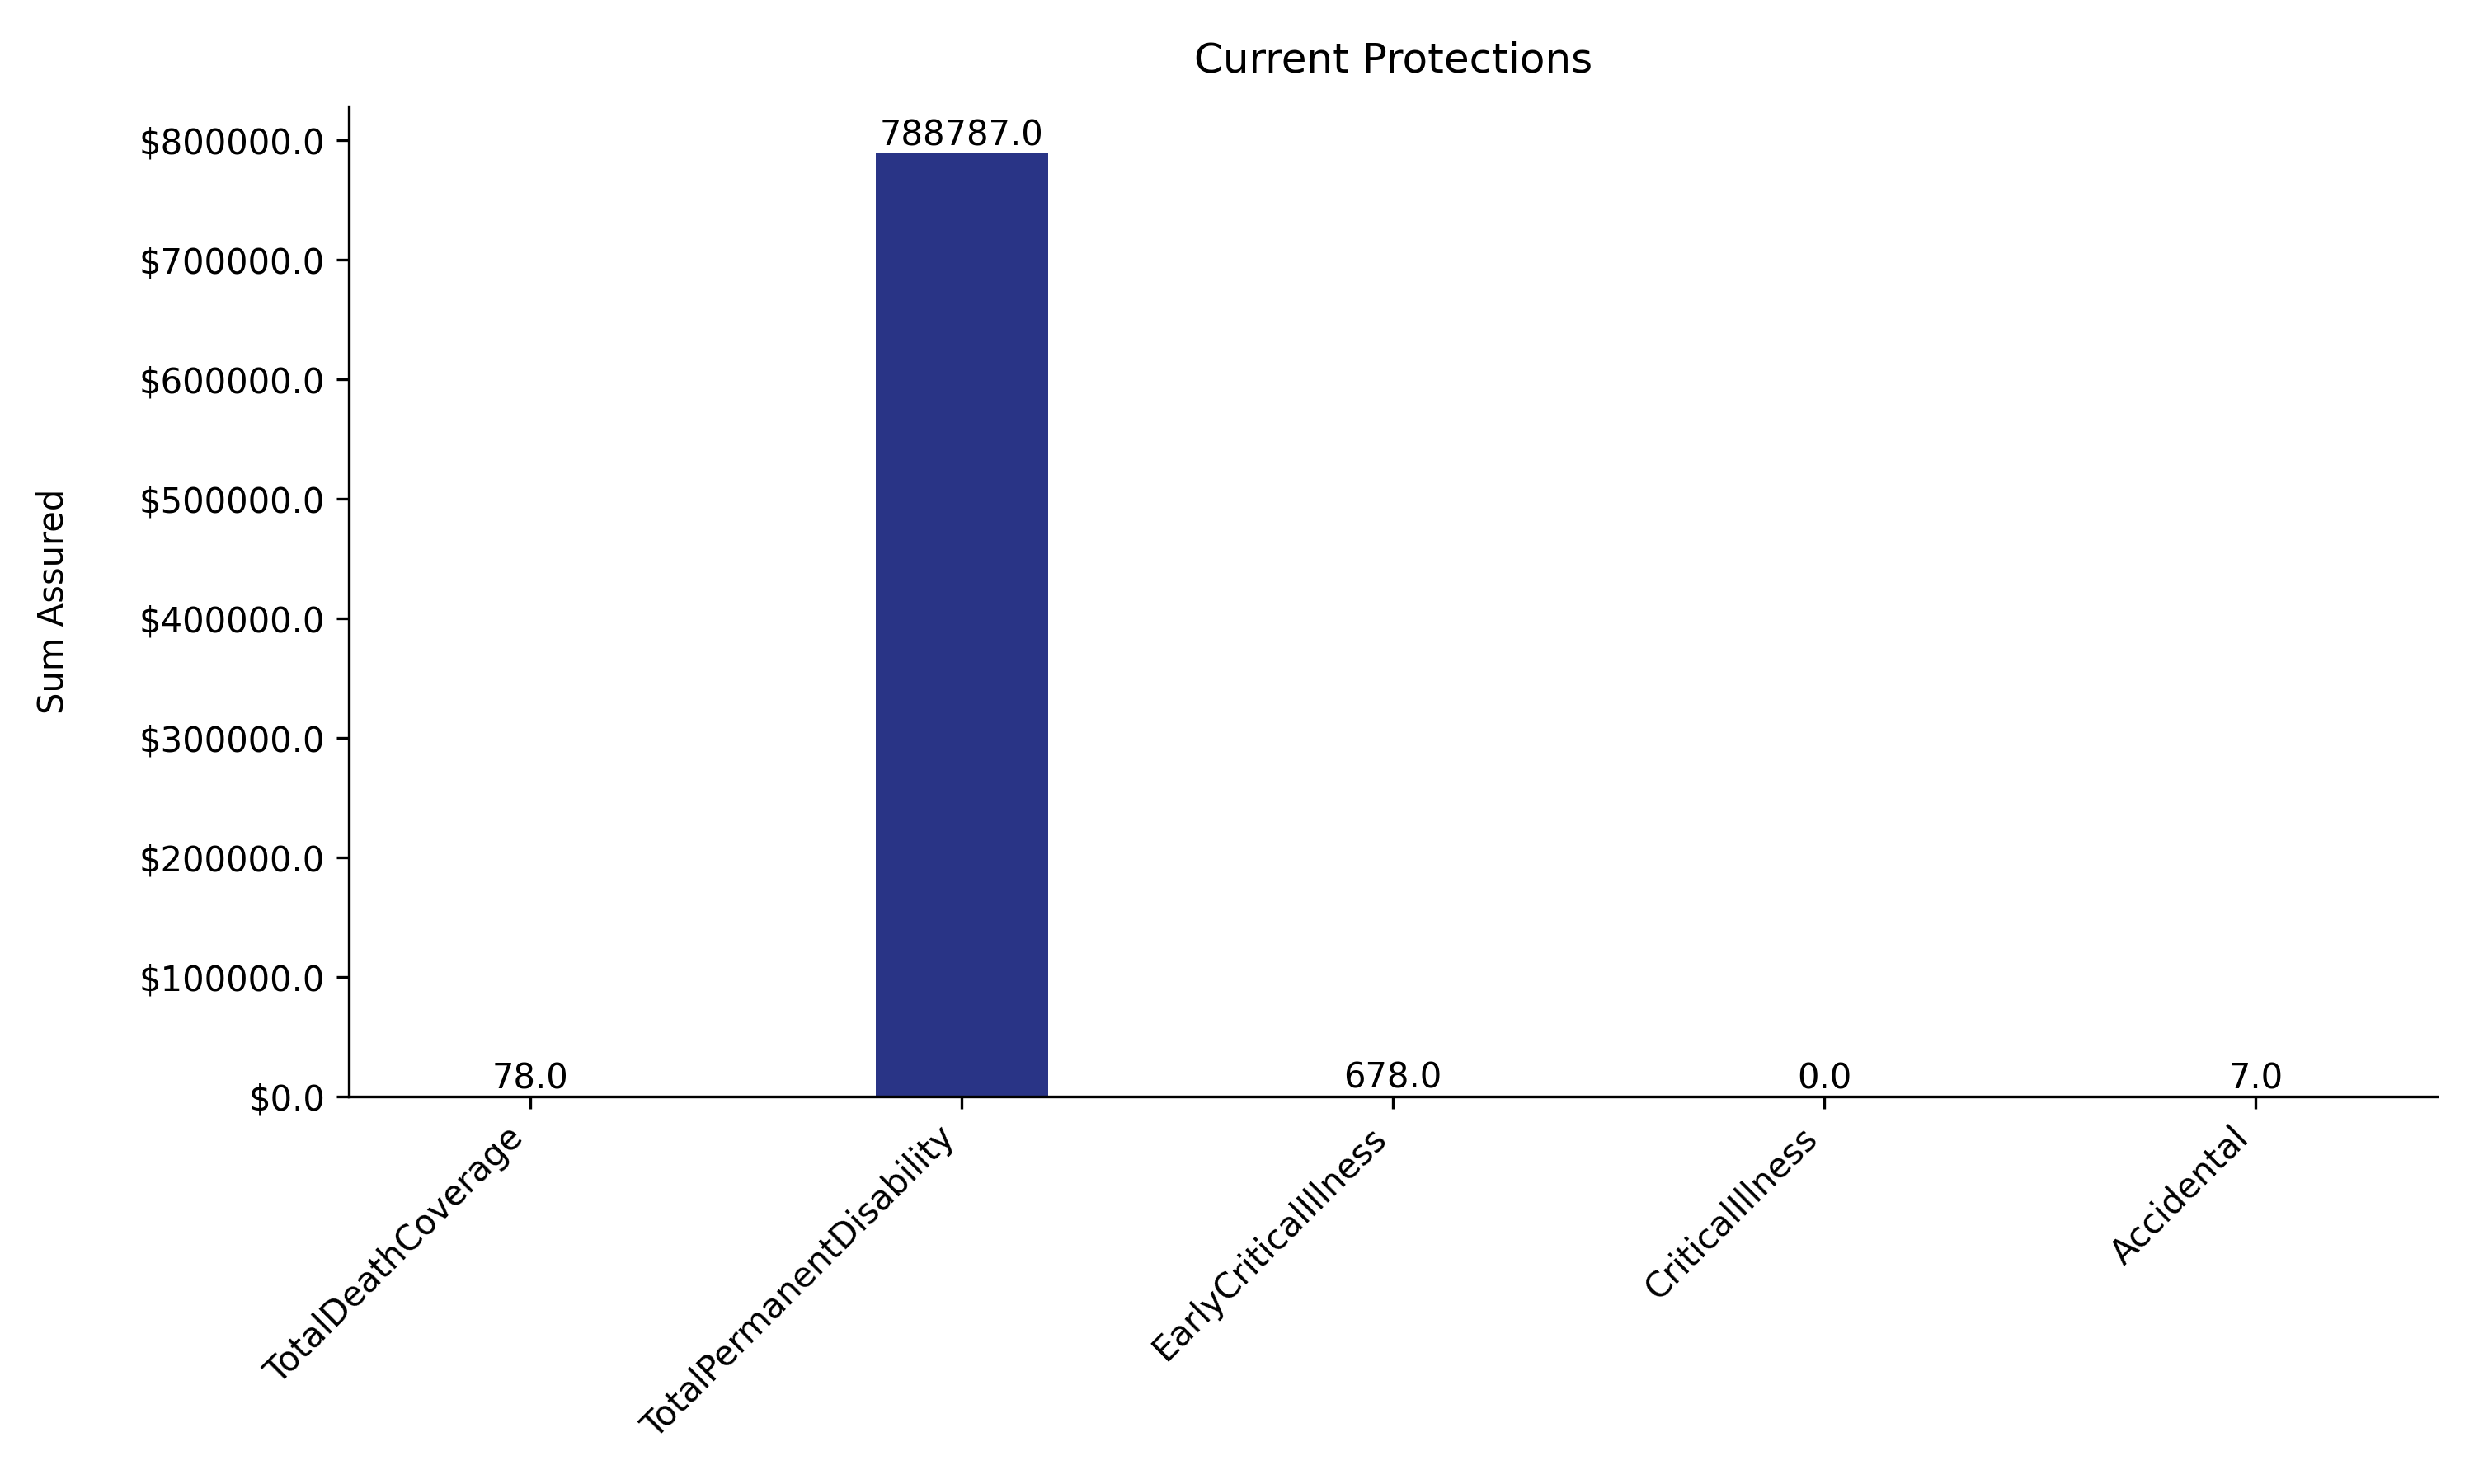 Current Protections
Sum Assured
$800000.0
$700000.0
$600000.0
$500000.0
$400000.0
$300000.0
$200000.0
$100000.0
$0.0
78.0
788787.0
678.0
0.0
7.0
TotalDeathCoverage
TotalPermanentDisability
EarlyCriticalIllness
CriticalIllness
Accidental